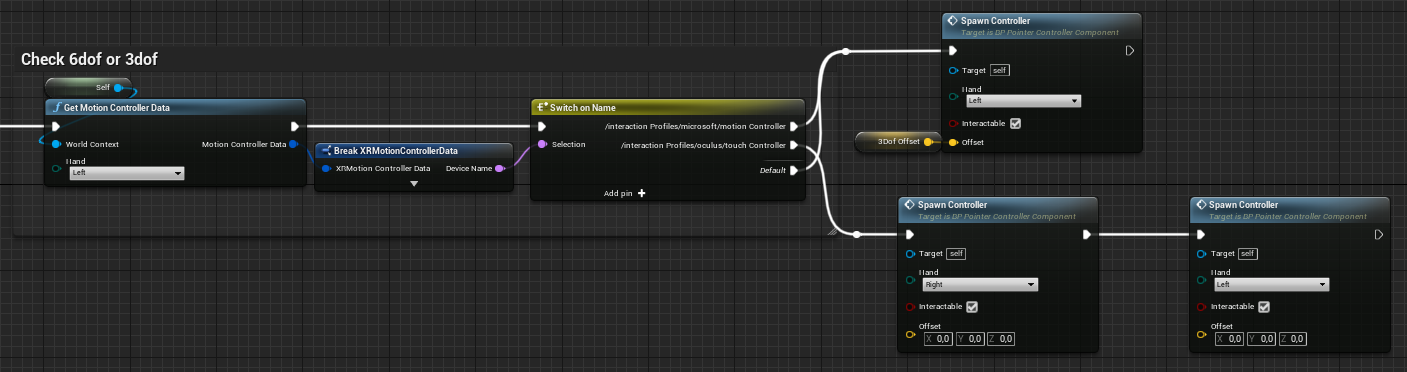 Check 6dof or 3dof
Self
Get Motion Controller Data
World Context
Motion Controller Data
Hand
Left
Break XRMotionControllerData
XRMotion Controller Data
Device Name
Switch on Name
/interaction Profiles/microsoft/motion Controller
Selection
/interaction Profiles/oculus/touch Controller
Default
Add pin
Spawn Controller
Target is DP Pointer Controller Component
Target self
Hand
Left
Interactable
3Dof Offset
Offset
Spawn Controller
Target is DP Pointer Controller Component
Target self
Hand
Right
Interactable
Offset
X 0,0 Y 0,0 Z 0,0
Spawn Controller
Target is DP Pointer Controller Component
Target self
Hand
Left
Interactable
Offset
X 0,0 Y 0,0 Z 0,0